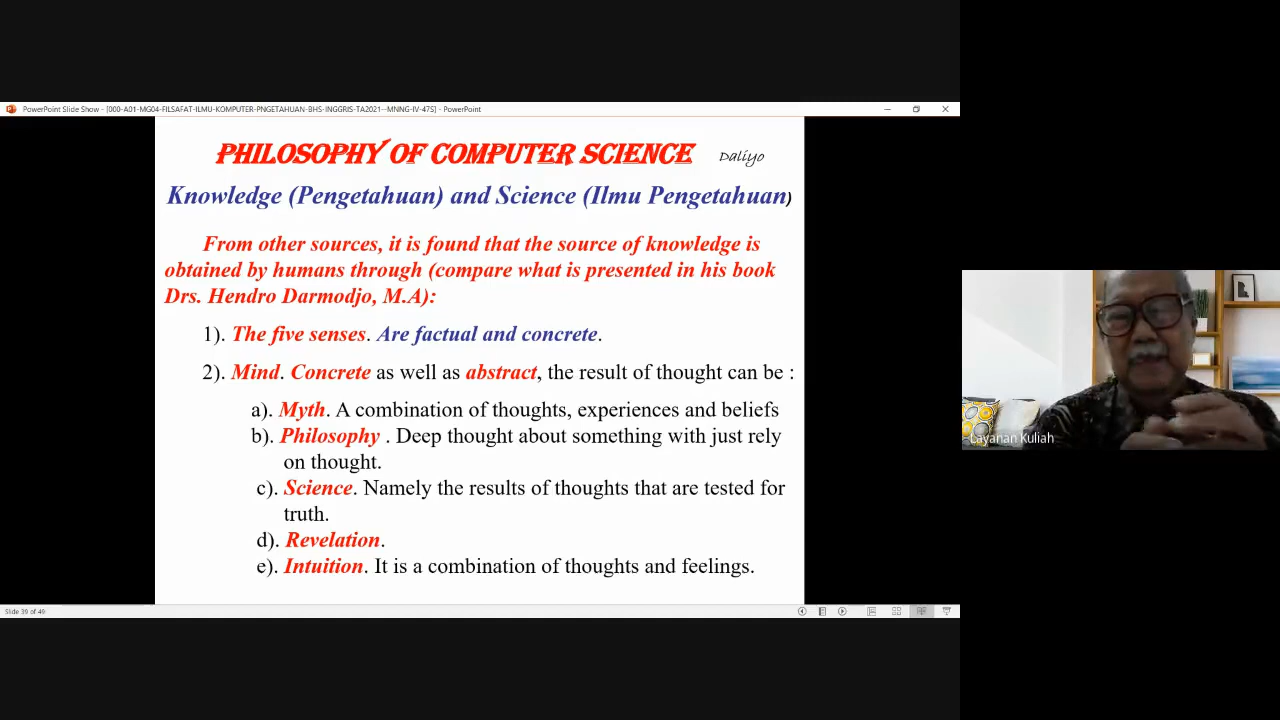 PowerPoint Slide Show - [000-A01-MG04-FILSAFAT-ILMU-KOMPUTER-PNGETAHUAN-BHS-INGGRIS-TA2021--MNNG-IV-47S] - PowerPoint
PHILOSOPHY OF COMPUTER SCIENCE Daliyo
Knowledge (Pengetahuan) and Science (Ilmu Pengetahuan)
From other sources, it is found that the source of knowledge is
obtained by humans through (compare what is presented in his book
Drs. Hendro Darmodjo, M.A):
1). The five senses. Are factual and concrete.
2). Mind. Concrete as well as abstract, the result of thought can be :
a). Myth. A combination of thoughts, experiences and beliefs
b). Philosophy . Deep thought about something with just rely
on thought.
c). Science. Namely the results of thoughts that are tested for
truth.
d). Revelation.
e). Intuition. It is a combination of thoughts and feelings.
Slide 39 of 49
Layanan Kuliah